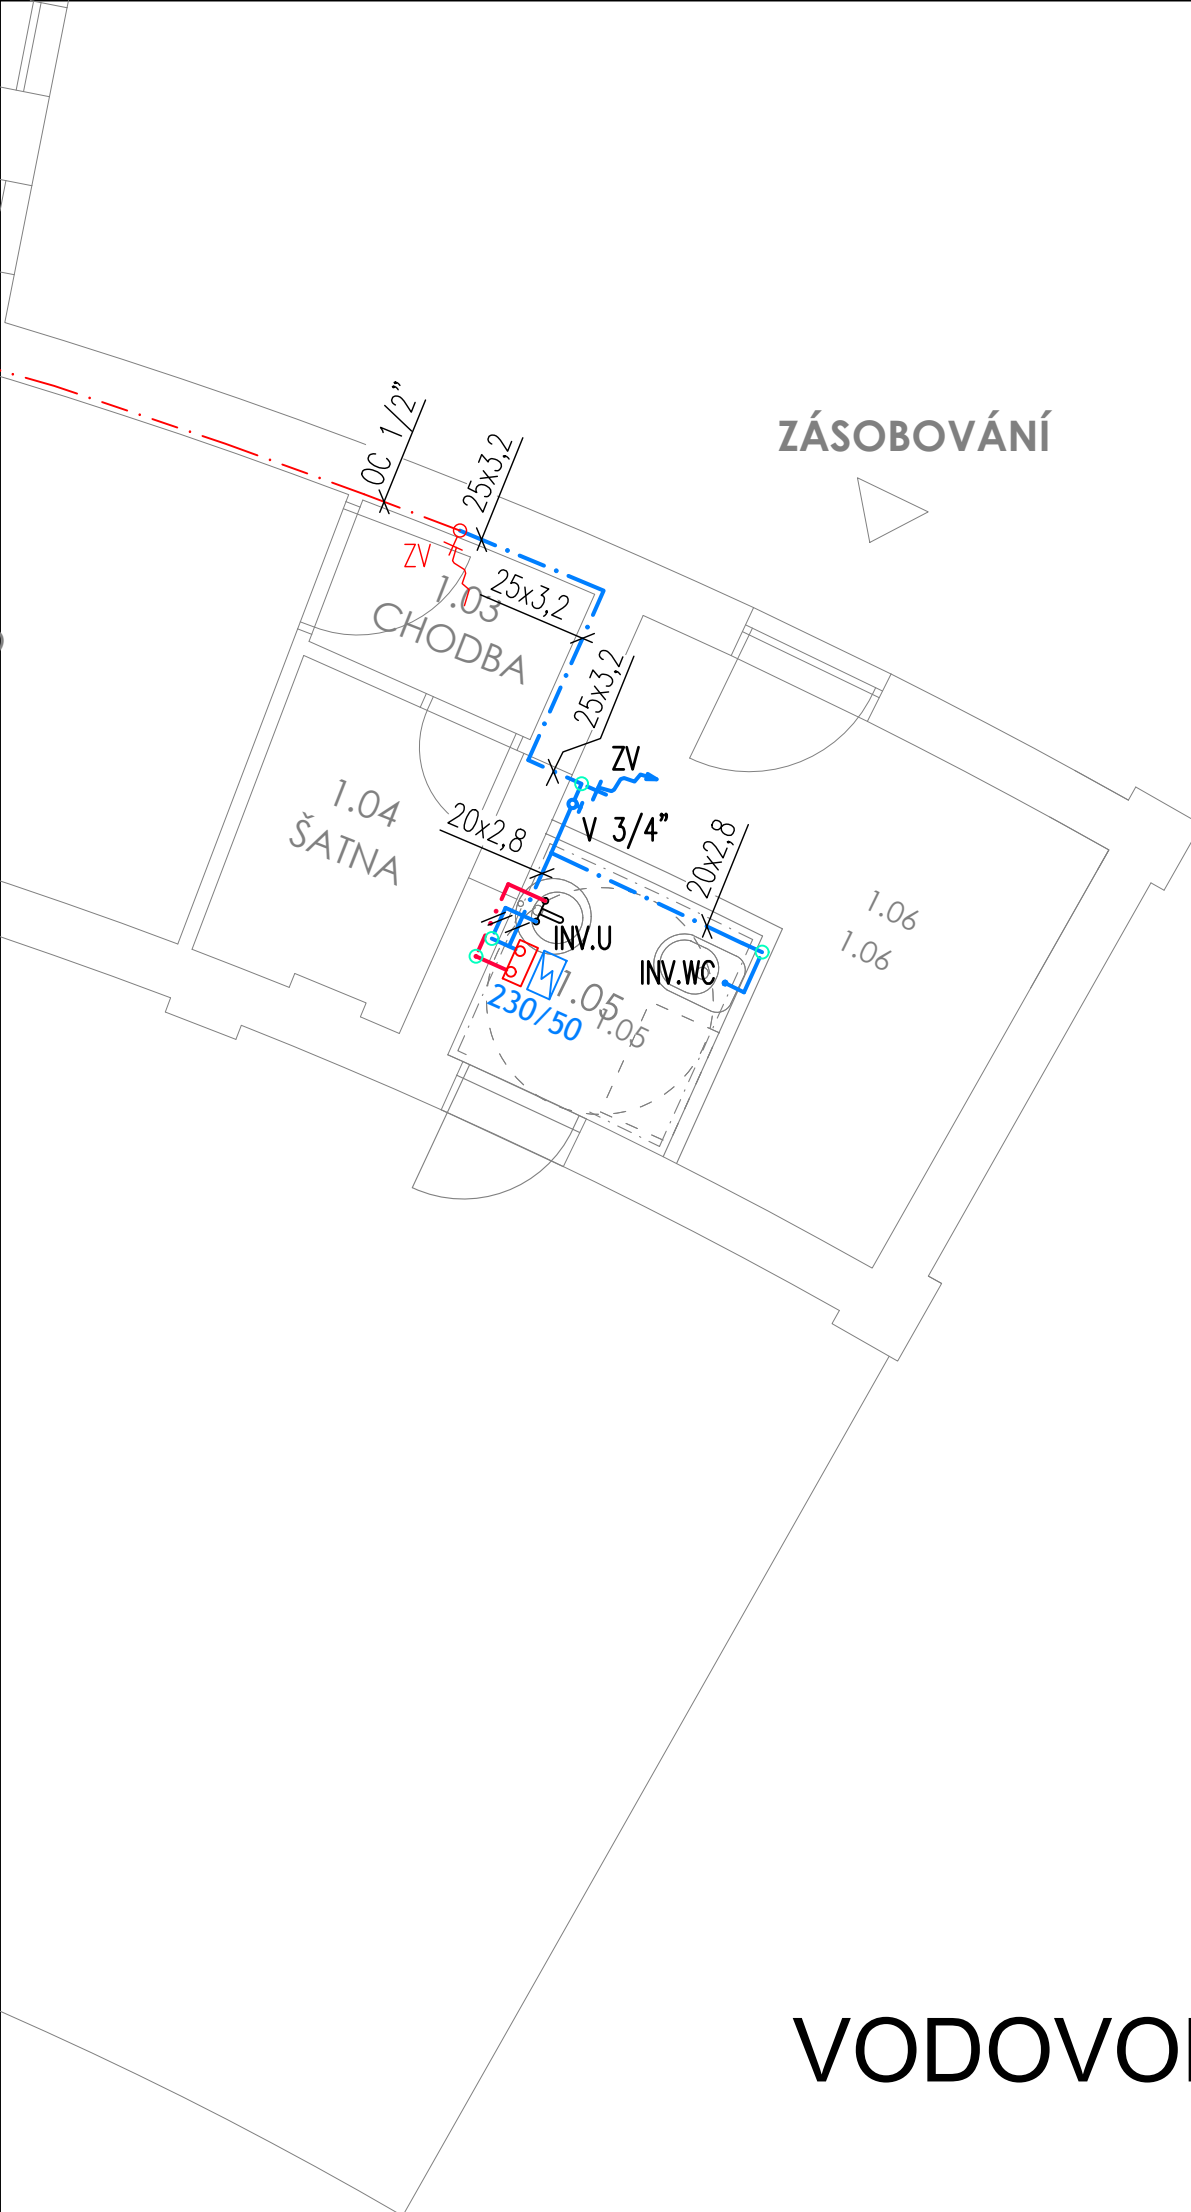 OC 1/2”
ZÁSOBOVÁNÍ
25x3,2
ZV
25x3,2
1.03
CHODBA
25x3,2
ZV
1.04
ŠATNA
20x2,8
V 3/4”
20x2,8
1.06
1.06
INV.U
INV.WC
1.05
1.05
230/50
VODOVO